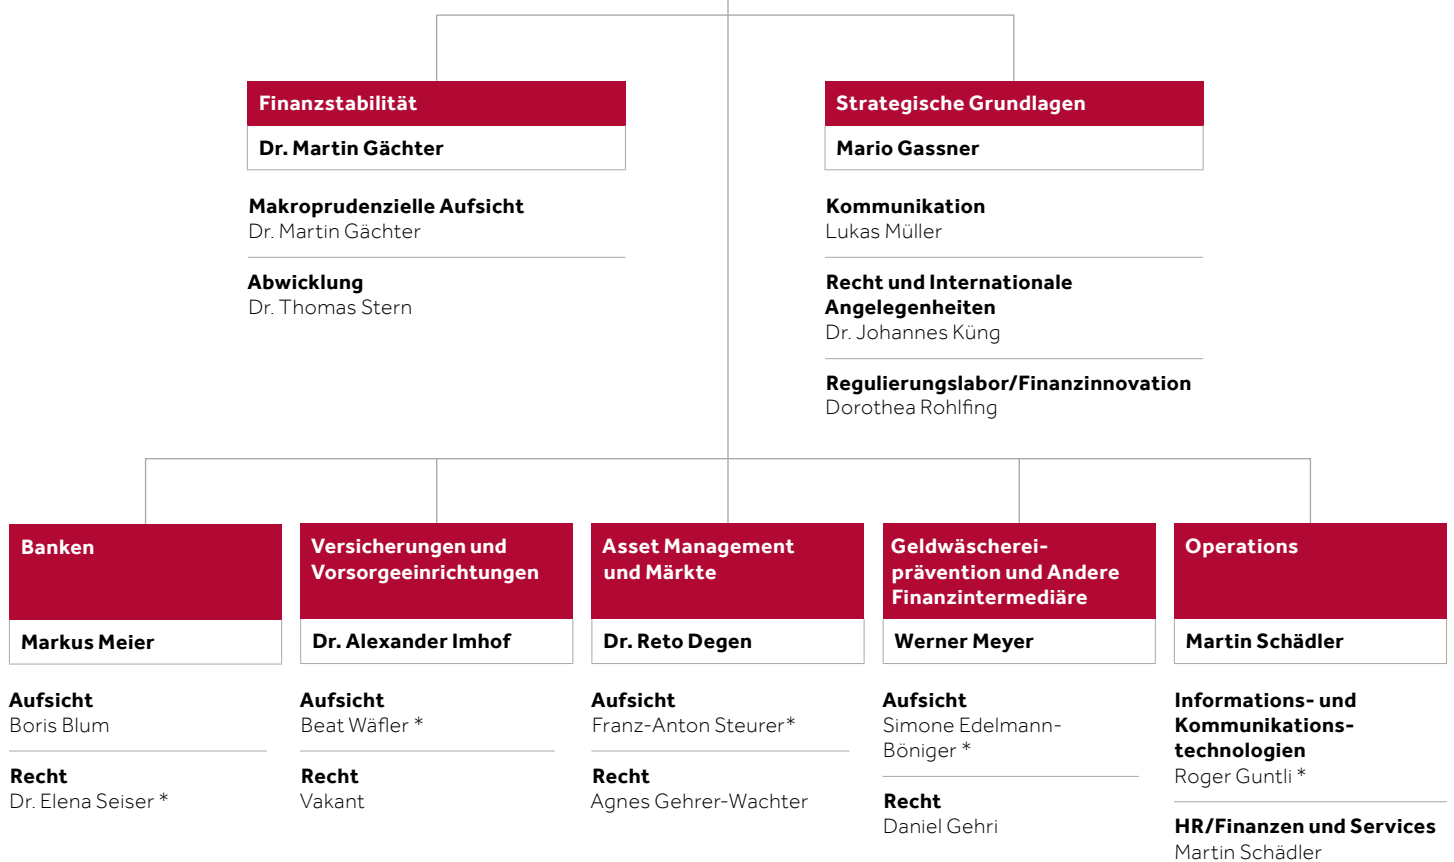 Finanzstabilität
Dr. Martin Gächter
Makroprudenzielle Aufsicht
Dr. Martin Gächter
Abwicklung
Dr. Thomas Stern
Strategische Grundlagen
Mario Gassner
Kommunikation
Lukas Müller
Recht und Internationale
Angelegenheiten
Dr. Johannes Küng
Regulierungslabor/Finanzinnovation
Dorothea Rohlfing
Banken
Markus Meier
Aufsicht
Boris Blum
Recht
Dr. Elena Seiser *
Versicherungen und
Vorsorgeeinrichtungen
Dr. Alexander Imhof
Aufsicht
Beat Wäfler *
Recht
Vakant
Asset Management
und Märkte
Dr. Reto Degen
Aufsicht
Franz-Anton Steurer*
Recht
Agnes Gehrer-Wachter
Geldwäscherei-
prävention und Andere
Finanzintermediäre
Werner Meyer
Aufsicht
Simone Edelmann-
Böniger *
Recht
Daniel Gehri
Operations
Martin Schädler
Informations- und
Kommunikations-
technologien
Roger Guntli *
HR/Finanzen und Services
Martin Schädler